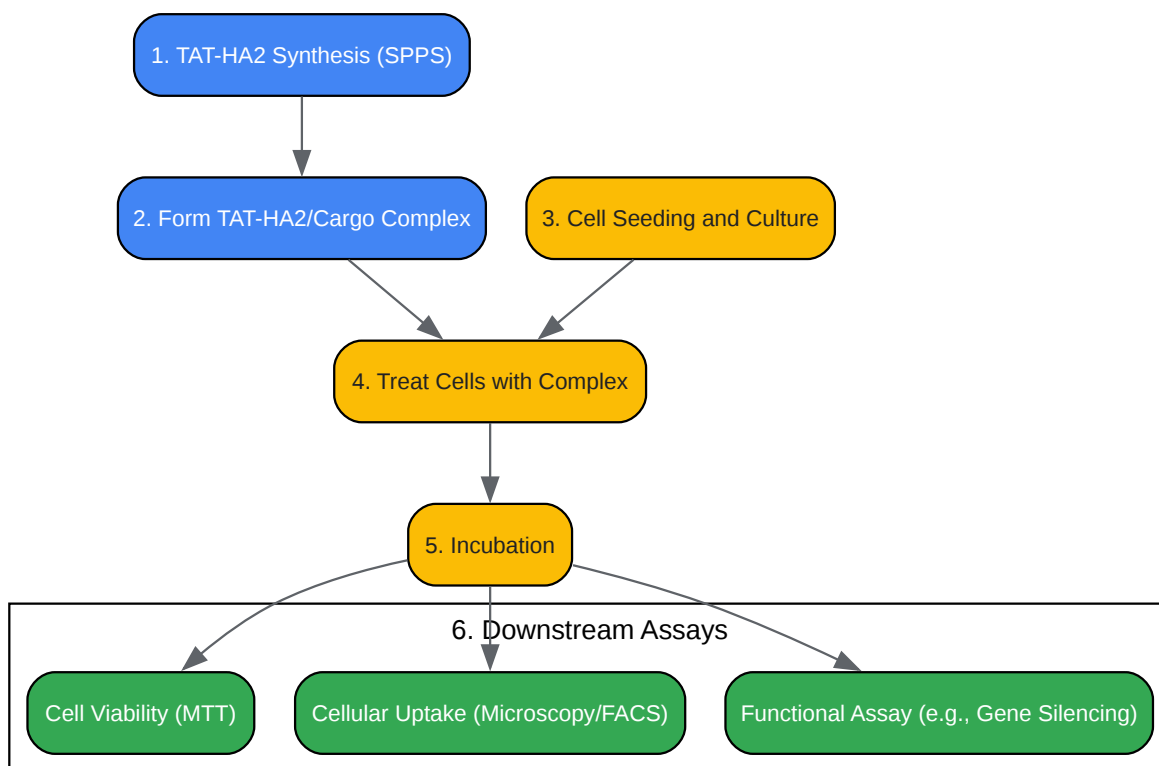 1. TAT-HA2 Synthesis (SPPS)
2. Form TAT-HA2/Cargo Complex
3. Cell Seeding and Culture
4. Treat Cells with Complex
5. Incubation
6. Downstream Assays
Cell Viability (MTT)
Cellular Uptake (Microscopy/FACS)
Functional Assay (e.g., Gene Silencing)